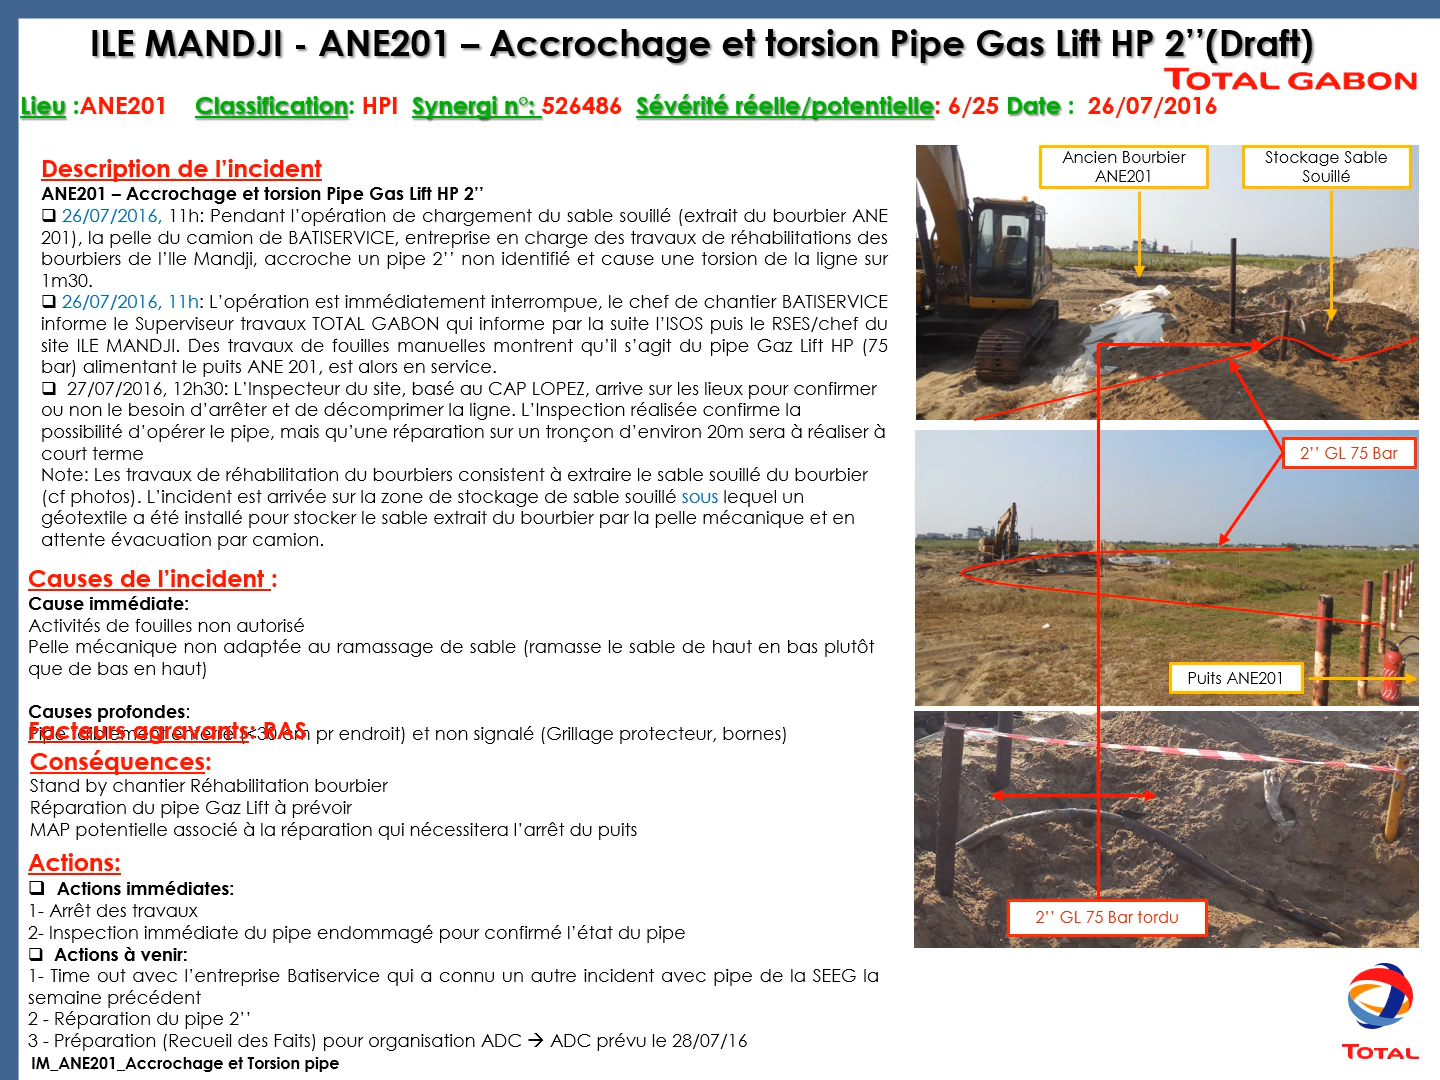 ILE MANDJI - ANE201 – Accrochage et torsion Pipe Gas Lift HP 2’’(Draft)
TOTAL GABON
Lieu :ANE201 Classification: HPI Synergi n°: 526486 Sévérité réelle/potentielle: 6/25 Date : 26/07/2016
Description de l’incident
ANE201 – Accrochage et torsion Pipe Gas Lift HP 2’’
❑ 26/07/2016, 11h: Pendant l’opération de chargement du sable souillé (extrait du bourbier ANE
201), la pelle du camion de BATISERVICE, entreprise en charge des travaux de réhabilitations des
bourbiers de l’Ile Mandji, accroche un pipe 2’’ non identifié et cause une torsion de la ligne sur
1m30.
❑ 26/07/2016, 11h: L’opération est immédiatement interrompue, le chef de chantier BATISERVICE
informe le Superviseur travaux TOTAL GABON qui informe par la suite l’ISOS puis le RSES/chef du
site ILE MANDJI. Des travaux de fouilles manuelles montrent qu’il s’agit du pipe Gaz Lift HP (75
bar) alimentant le puits ANE 201, est alors en service.
❑ 27/07/2016, 12h30: L’Inspecteur du site, basé au CAP LOPEZ, arrive sur les lieux pour confirmer
ou non le besoin d’arrêter et de décomprimer la ligne. L’Inspection réalisée confirme la
possibilité d’opérer le pipe, mais qu’une réparation sur un tronçon d’environ 20m sera à réaliser à
court terme
Note: Les travaux de réhabilitation du bourbiers consistent à extraire le sable souillé du bourbier
(cf photos). L’incident est arrivée sur la zone de stockage de sable souillé sous lequel un
géotextile a été installé pour stocker le sable extrait du bourbier par la pelle mécanique et en
attente évacuation par camion.
Causes de l’incident :
Cause immédiate:
Activités de fouilles non autorisé
Pelle mécanique non adaptée au ramassage de sable (ramasse le sable de haut en bas plutôt
que de bas en haut)
Causes profondes:
Facteurs agravants: RAS
Pipe faiblement enterré (<30 cm pr endroit) et non signalé (Grillage protecteur, bornes)
Conséquences:
Stand by chantier Réhabilitation bourbier
Réparation du pipe Gaz Lift à prévoir
MAP potentielle associé à la réparation qui nécessitera l’arrêt du puits
Actions:
❑ Actions immédiates:
1- Arrêt des travaux
2- Inspection immédiate du pipe endommagé pour confirmé l’état du pipe
❑ Actions à venir:
1- Time out avec l’entreprise Batiservice qui a connu un autre incident avec pipe de la SEEG la
semaine précédent
2 - Réparation du pipe 2’’
3 - Préparation (Recueil des Faits) pour organisation ADC → ADC prévu le 28/07/16
IM_ANE201_Accrochage et Torsion pipe
Ancien Bourbier
ANE201
Stockage Sable
Souillé
2’’ GL 75 Bar
Puits ANE201
2’’ GL 75 Bar tordu
TOTAL